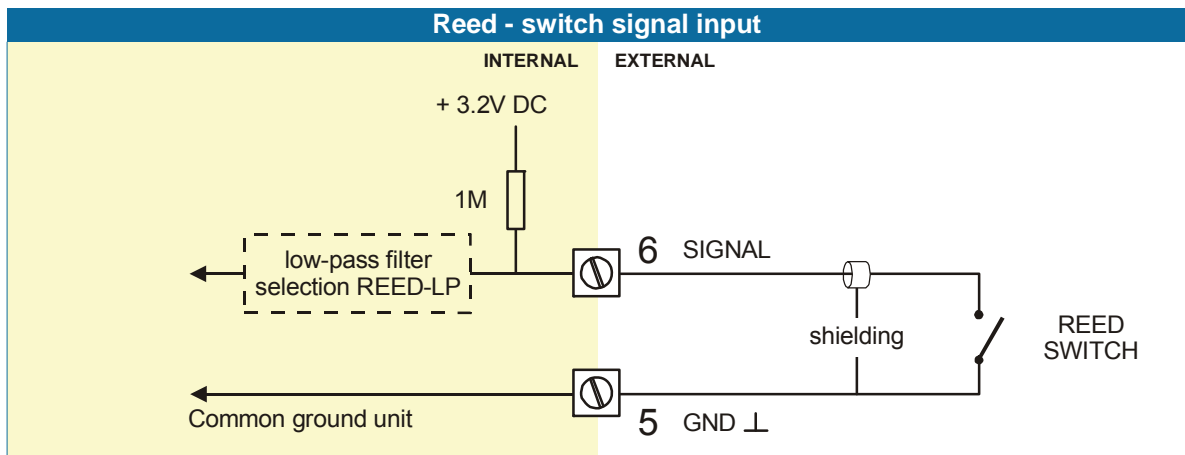 Reed - switch signal input
INTERNAL
EXTERNAL
+ 3.2V DC
1M
low-pass filter
selection REED-LP
6 SIGNAL
shielding
REED
SWITCH
Common ground unit
5 GND ⊥